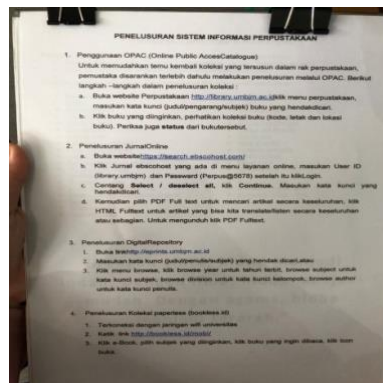 PENELUSURAN SISTEM INFORMASI PERPUSTAKAAN
1. Penggunaan OPAC (Online Public AccesCatalogus)
Untuk memudahkan temu kembali koleksi yang tersusun dalam rak perpustakaan,
pemustaka disarankan terlebih dahulu melakukan penelusuran melalui OPAC. Berikut
langkah –langkah dalam penelusuran koleksi :
a. Buka website Perpustakaan http://library.umbjm.ac.idklik menu perpustakaan,
masukan kata kunci (judul/pengarang/subjek) buku yang hendakdicari.
b. Klik buku yang diinginkan, perhatikan koleksi buku (kode, letak dan lokasi
buku). Periksa juga status dari bukutersebut.
2. Penelusuran JurnalOnline
a. Buka websitehttps://search.ebscohost.com/
b. Klik Jurnal ebscohost yang ada di menu layanan online, masukan User ID
(library.umbjm) dan Password (Perpus@5678) setelah itu klikLogin.
c. Centang Select / deselect all, klik Continue. Masukan kata kunci yang
hendakdicari.
d. Kemudian pilih PDF Full text untuk mencari artikel secara keseluruhan, klik
HTML Fulltext untuk artikel yang bisa kita translate/listen secara keseluruhan
atau sebagian. Untuk mengunduh klik PDF Fulltext.
3. Penelusuran DigitalRepository
1. Buka linkhttp://eprints.umbjm.ac.id
2. Masukan kata kunci (judul/penulis/subjek) yang hendak dicari,atau
3. Klik menu browse, klik browse year untuk tahun terbit, browse subject untuk
kata kunci subjek, browse division untuk kata kunci kelompok, browse author
untuk kata kunci penulis.
4. Penelusuran Koleksi paperless (bookless.id)
1. Terkoneksi dengan jaringan wifi universitas
2. Ketik link http://bookless.id/mobi/
3. Klik e-Book, pilih subjek yang diinginkan, klik buku yang ingin dibaca, klik icon
buka.